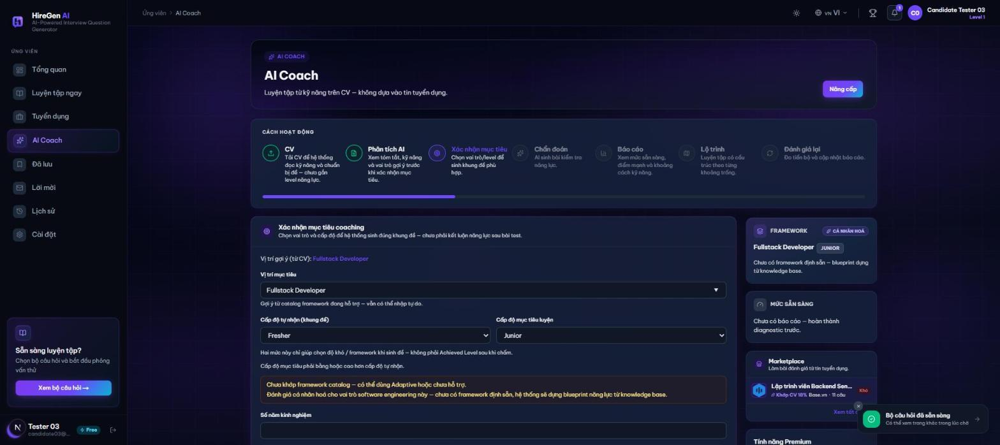 HireGen AI
AI-Powered Interview Question
Generator
ỨNG VIÊN
Tổng quan
Luyện tập ngay
Tuyển dụng
AI Coach
Đã lưu
Lời mời
Lịch sử
Cài đặt
Sẵn sàng luyện tập?
Chọn bộ câu hỏi và bắt đầu phỏng
vấn thử
Xem bộ câu hỏi →
N
Tester 03
candidate03@...
Free
Ứng viên > AI Coach
VN VI
1
C0
Candidate Tester 03
Level 1
AI COACH
AI Coach
Luyện tập từ kỹ năng trên CV — không dựa vào tin tuyển dụng.
Nâng cấp
CÁCH HOẠT ĐỘNG
CV
Tải CV để hệ thống
đọc kỹ năng và chuẩn
bị đề — chưa gắn
level năng lực.
Phân tích AI
Xem tóm tắt, kỹ năng
và vai trò gợi ý trước
khi xác nhận mục
tiêu.
Xác nhận mục tiêu
Chọn vai trò/level để
sinh khung đề phù
hợp.
Chẩn đoán
AI sinh bài kiểm tra
năng lực.
Báo cáo
Xem mức sẵn sàng,
điểm mạnh và khoảng
cách kỹ năng.
Lộ trình
Luyện tập có cấu
trúc theo từng
khoảng trống.
Đánh giá lại
Đo tiến bộ và cập nhật báo cáo.
Xác nhận mục tiêu coaching
Chọn vai trò và cấp độ để hệ thống sinh đúng khung đề — chưa phải kết luận năng lực sau bài test.
Vị trí gợi ý (từ CV): Fullstack Developer
Vị trí mục tiêu
Fullstack Developer
Gợi ý từ catalog framework đang hỗ trợ — vẫn có thể nhập tự do.
Cấp độ tự nhận (khung đề)
Fresher
Cấp độ mục tiêu luyện
Junior
Hai mức này chỉ giúp chọn độ khó / framework khi sinh đề — không phải Achieved Level sau khi chấm.
Cấp độ mục tiêu phải bằng hoặc cao hơn cấp độ tự nhận.
Chưa khớp framework catalog — có thể dùng Adaptive hoặc chưa hỗ trợ.
Đánh giá cá nhân hoá cho vai trò software engineering này — chưa có framework định sẵn, hệ thống sẽ dựng blueprint năng lực từ knowledge base.
Số năm kinh nghiệm
FRAMEWORK
CÁ NHÂN HOÁ
Fullstack Developer
JUNIOR
Chưa có framework định sẵn — blueprint dựng
từ knowledge base.
MỨC SẴN SÀNG
Chưa có báo cáo — hoàn thành
diagnostic trước.
Marketplace
Làm bài đánh giá từ tin tuyển dụng.
Lập trình viên Backend Sen...
Khớp CV 18% Base.vn · 11 câu
Khó
Xem tất
Tính năng Premium
Bộ câu hỏi đã sẵn sàng
Có thể xem trang khác trong lúc chờ